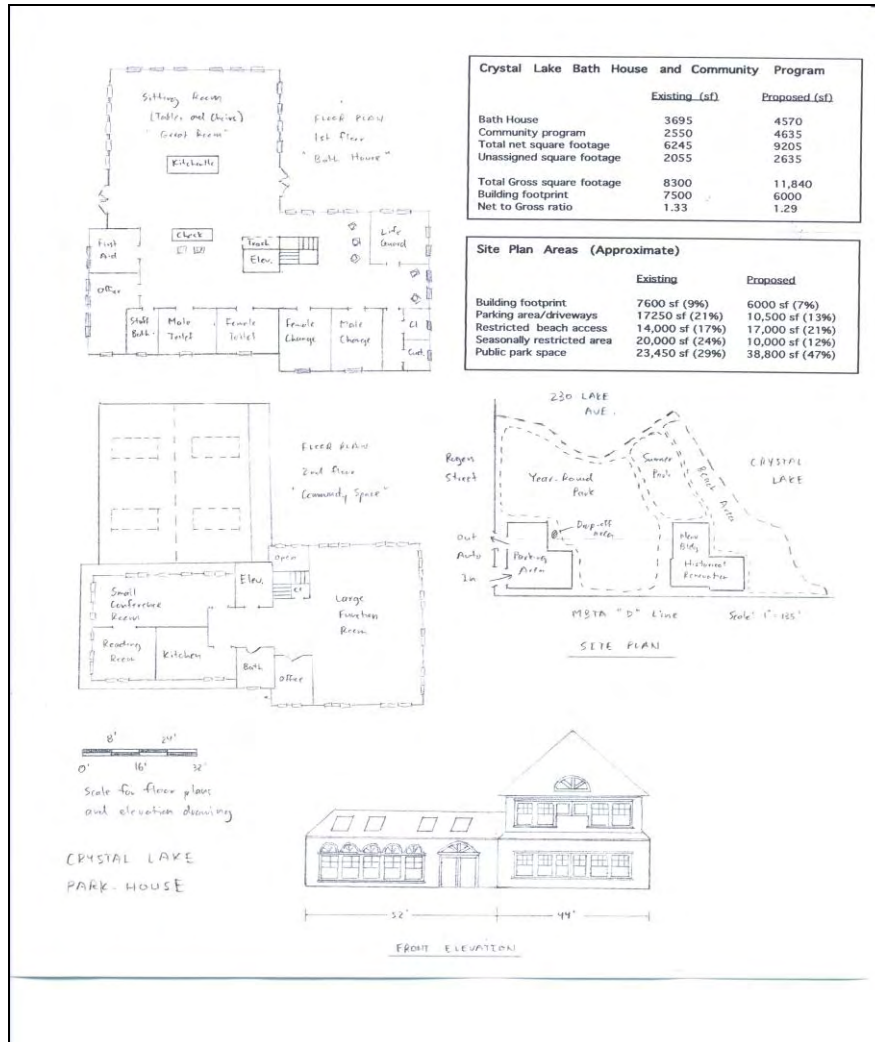 Crystal Lake Bath House and Community Program
Existing (sf) Proposed (sf)
Bath House 3695 4570
Community program 2550 4635
Total net square footage 6245 9205
Unassigned square footage 2055 2635
Total Gross square footage 8300 11,840
Building footprint 7500 6000
Net to Gross ratio 1.33 1.29
Site Plan Areas (Approximate)
Existing Proposed
Building footprint 7600 sf (9%) 6000 sf (7%)
Parking area/driveways 17250 sf (21%) 10,500 sf (13%)
Restricted beach access 14,000 sf (17%) 17,000 sf (21%)
Seasonally restricted area 20,000 sf (24%) 10,000 sf (12%)
Public park space 23,450 sf (29%) 38,800 sf (47%)
Sitting Room
(Tables and Chairs)
"Great Room"
Kitchenette
FLOOR PLAN
1st floor
"Bath House"
Check
Trash
Elev.
Life
Guard
First
Aid
Office
Staff
Bath.
Male
Toilet
Female
Toilet
Female
Change
Male
Change
Cl
Cust.
FLOOR PLAN
2nd floor
"Community Space"
Open
Elev.
Small
Conference
Room
Large
Function
Room
Reading
Room
Kitchen
Bath
Office
230 LAKE
AVE.
Rogers
Street
Year-Round
Park
Summer
Park
Beach Area
CRYSTAL
LAKE
Drop-off
area
Out
Auto
In
Parking
Area
New
Bldg
Historical
Renovation
MBTA "D" Line
Scale: 1"-135'
SITE PLAN
8' 24'
0' 16' 32'
Scale for floor plans
and elevation drawing
CRYSTAL LAKE
PARK-HOUSE
52' 44'
FRONT ELEVATION